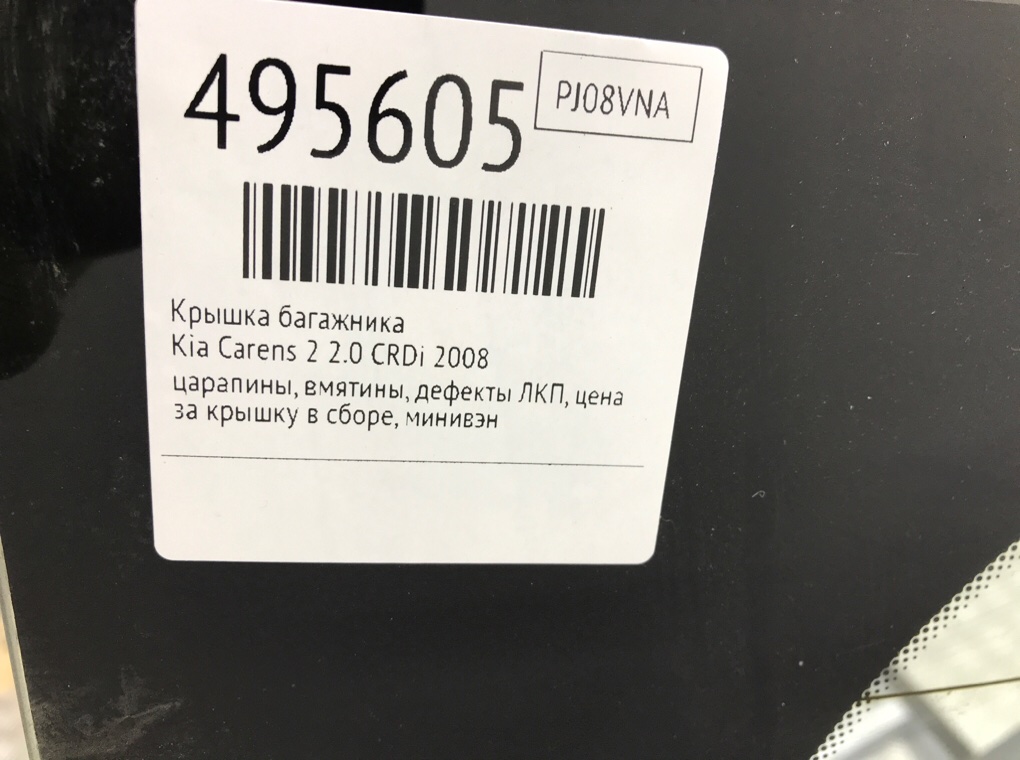 495605
PJ08VNA
Крышка багажника
Kia Carens 2 2.0 CRDi 2008
царапины, вмятины, дефекты ЛКП, цена
за крышку в сборе, минивэн